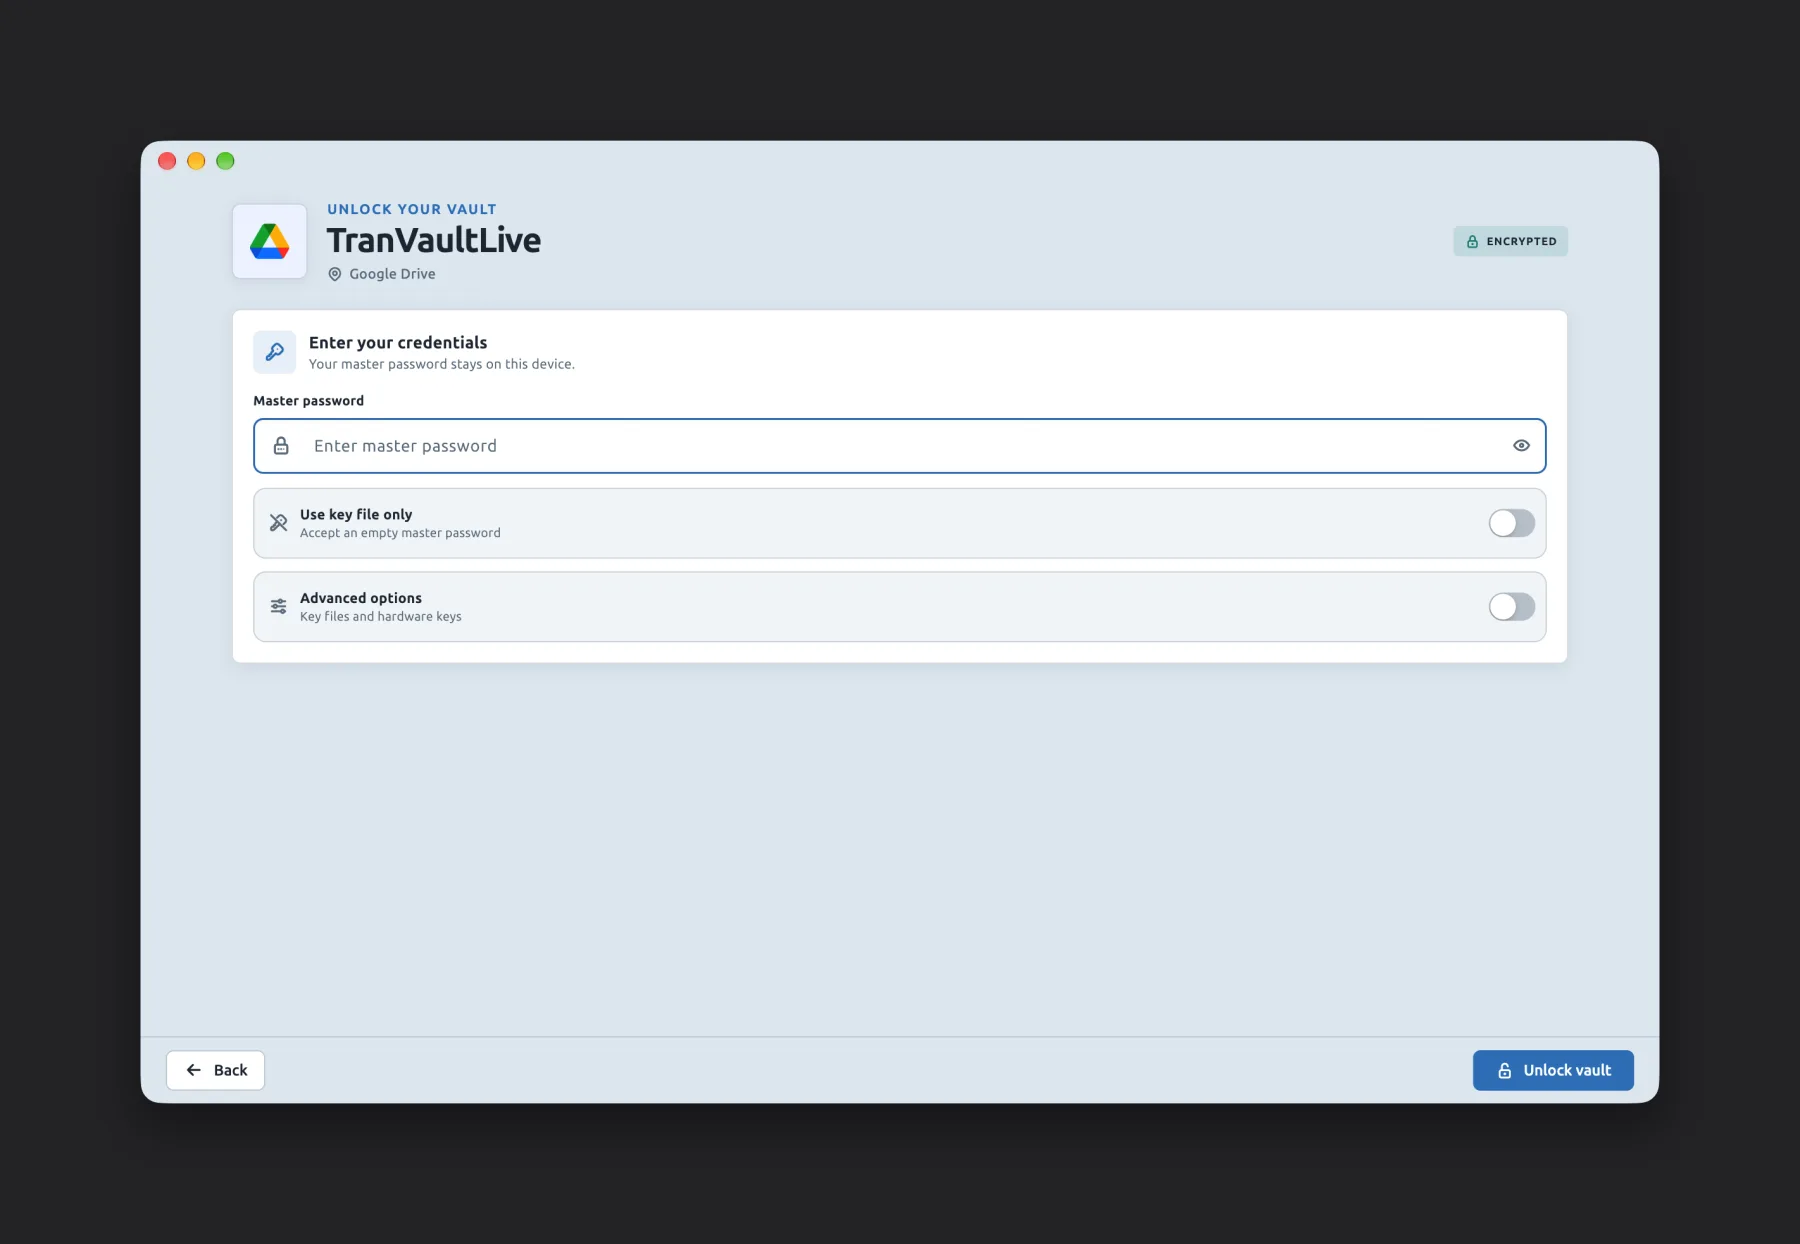 UNLOCK YOUR VAULT
TranVaultLive
Google Drive
ENCRYPTED
Enter your credentials
Your master password stays on this device.
Master password
Enter master password
Use key file only
Accept an empty master password
Advanced options
Key files and hardware keys
Back
Unlock vault